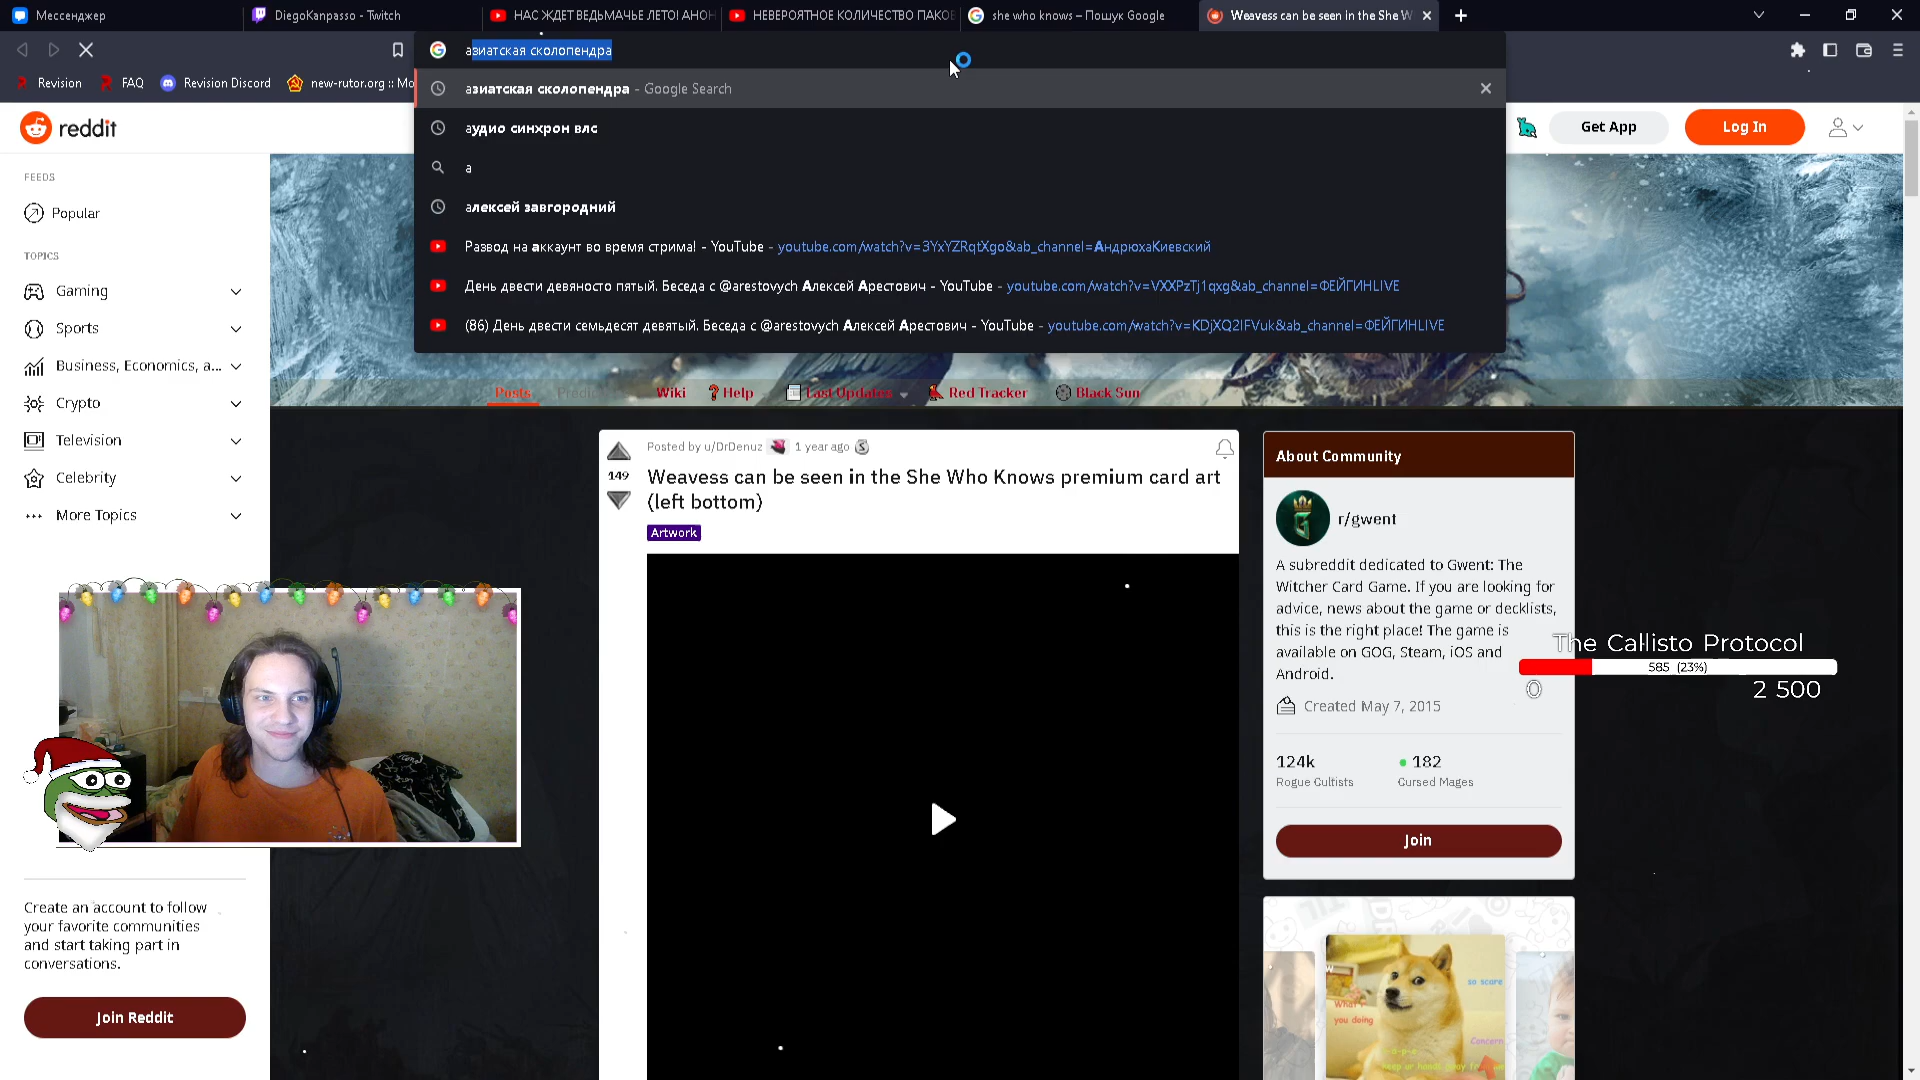 Мессенджер
DiegoKanpasso - Twitch
НАС ЖДЕТ ВЕДЬМАЧЬЕ ЛЕТО! АНОН
НЕВЕРОЯТНОЕ КОЛИЧЕСТВО ПАКОВ
she who knows – Пошук Google
Weavess can be seen in the She W
азиатская сколопендра
Revision
FAQ
Revision Discord
new-rutor.org :: Мо
азиатская сколопендра - Google Search
аудио синхрон влс
а
алексей завгородний
Развод на аккаунт во время стрима! - YouTube - youtube.com/watch?v=3YxYZRqtXgo&ab_channel=АндрюхаКиевский
День двести девяносто пятый. Беседа с @arestovych Алексей Арестович - YouTube - youtube.com/watch?v=VXXPzTj1qxg&ab_channel=ФЕЙГИНLIVE
(86) День двести семьдесят девятый. Беседа с @arestovych Алексей Арестович - YouTube - youtube.com/watch?v=KDjXQ2IFVuk&ab_channel=ФЕЙГИНLIVE
reddit
Get App
Log In
FEEDS
Popular
TOPICS
Gaming
Sports
Business, Economics, a...
Crypto
Television
Celebrity
More Topics
Create an account to follow
your favorite communities
and start taking part in
conversations.
Join Reddit
Posts
Wiki
Help
Last Updates
Red Tracker
Black Sun
Posted by u/DrDenuz 1 year ago
149
Weavess can be seen in the She Who Knows premium card art
(left bottom)
Artwork
About Community
r/gwent
A subreddit dedicated to Gwent: The
Witcher Card Game. If you are looking for
advice, news about the game or decklists,
this is the right place! The game is
available on GOG, Steam, iOS and
Android.
Created May 7, 2015
124k
Rogue Cultists
182
Cursed Mages
Join
The Callisto Protocol
585 (23%)
0
2 500
so scare
What r
you doing
Concern